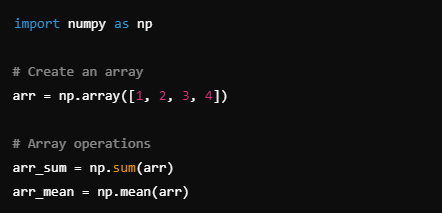 import numpy as np
# Create an array
arr = np.array([1, 2, 3, 4])
# Array operations
arr_sum = np.sum(arr)
arr_mean = np.mean(arr)